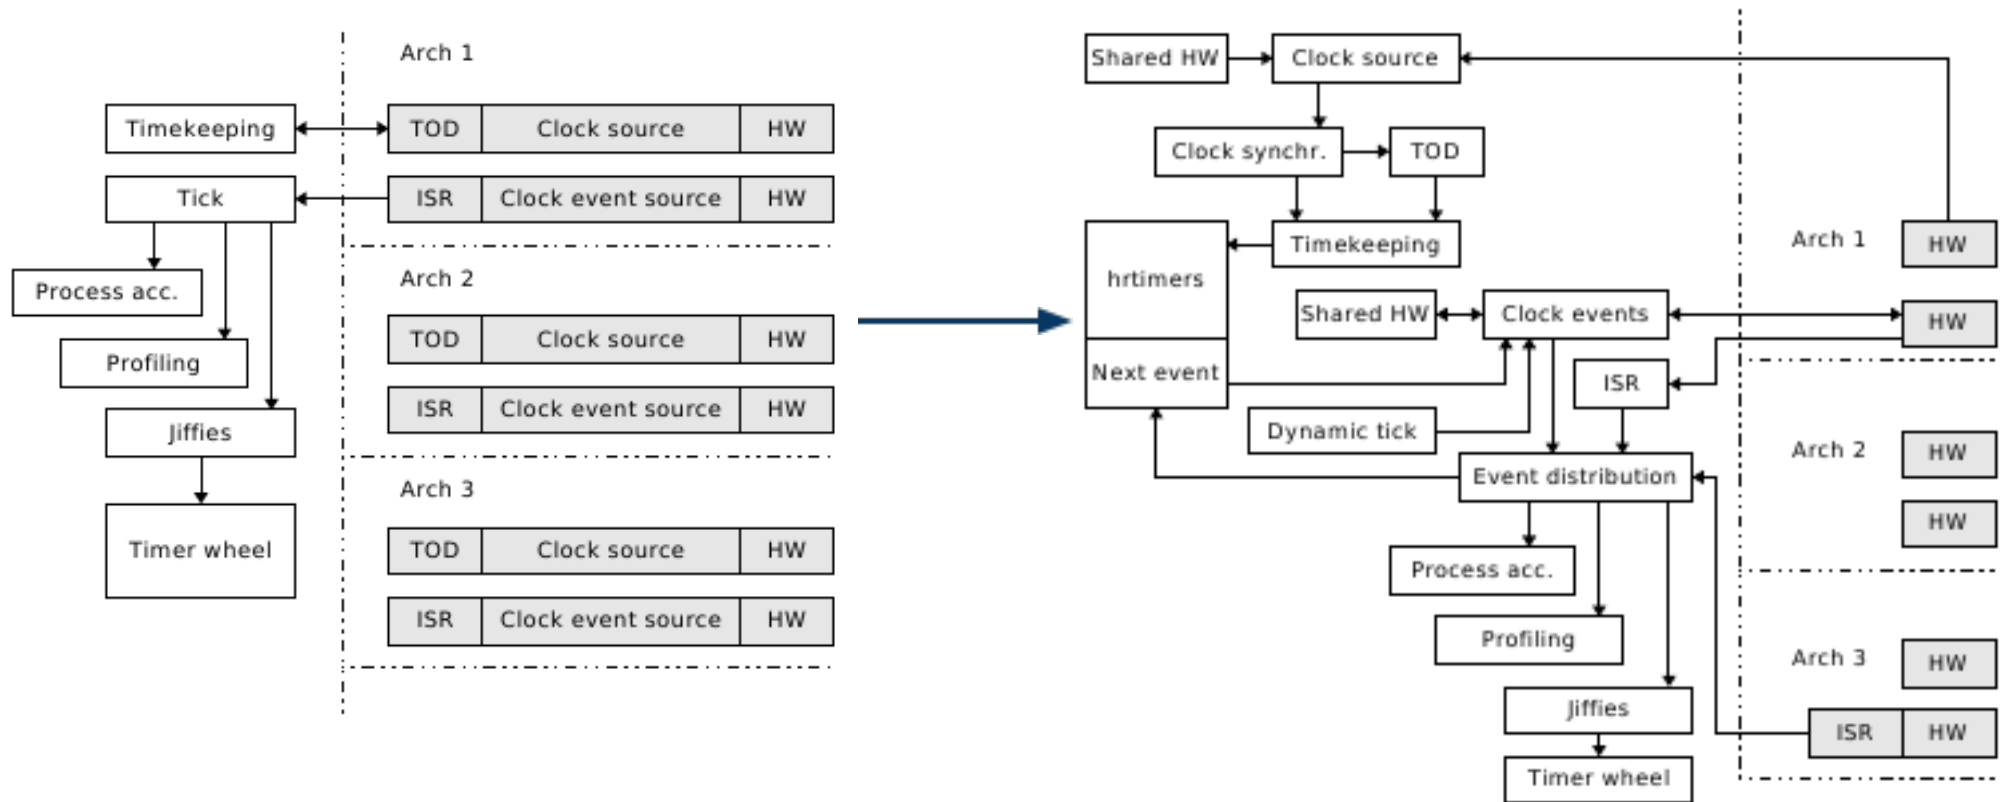 Arch 1
Timekeeping
TOD
Clock source
HW
Tick
ISR
Clock event source
HW
Process acc.
Profiling
Jiffies
Timer wheel
Arch 2
TOD
Clock source
HW
ISR
Clock event source
HW
Arch 3
TOD
Clock source
HW
ISR
Clock event source
HW
Shared HW
Clock source
Clock synchr.
TOD
Timekeeping
hrtimers
Next event
Shared HW
Clock events
ISR
Dynamic tick
Event distribution
Process acc.
Profiling
Jiffies
Timer wheel
Arch 1
HW
HW
Arch 2
HW
HW
Arch 3
HW
ISR
HW